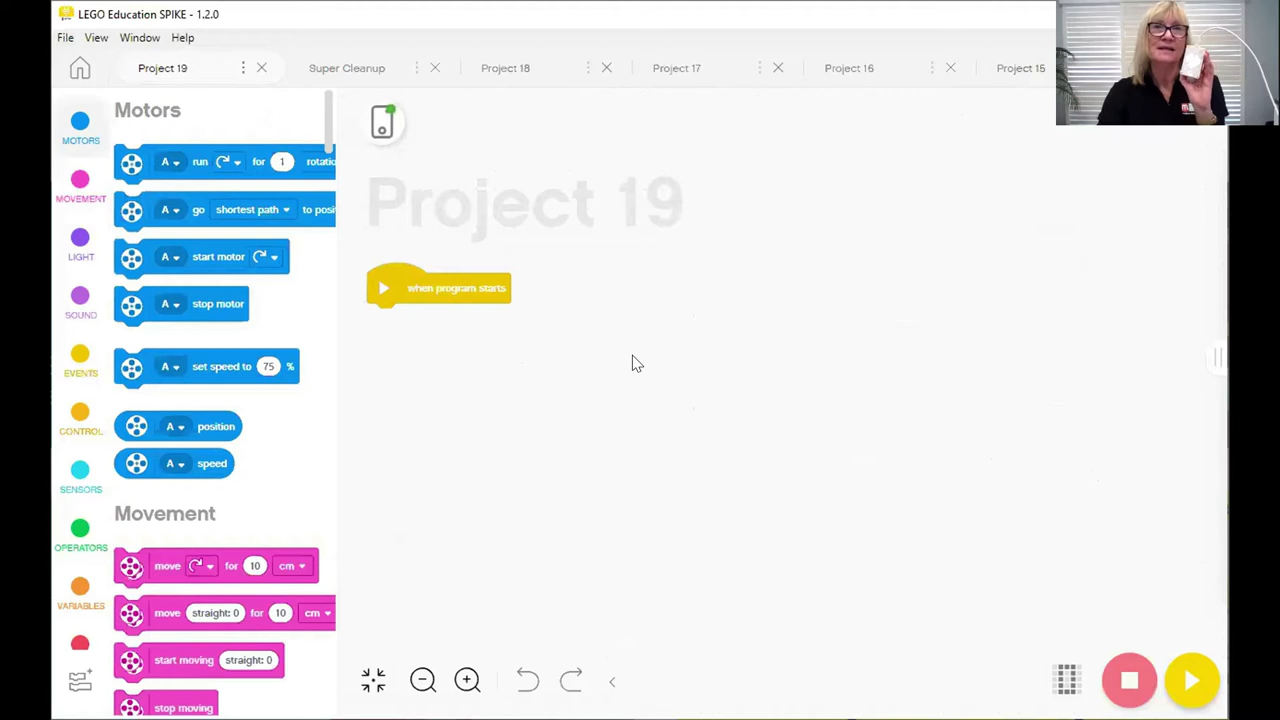 LEGO Education SPIKE - 1.2.0
File View Window Help
Project 19 Super Cleanup Project 18 Project 17 Project 16 Project 15
MOTORS
MOVEMENT
LIGHT
SOUND
EVENTS
CONTROL
SENSORS
OPERATORS
VARIABLES
Motors
A run for 1 rotatio
A go shortest path to posi
A start motor
A stop motor
A set speed to 75 %
A position
A speed
Movement
move for 10 cm
move straight: 0 for 10 cm
start moving straight: 0
stop moving
Project 19
when program starts